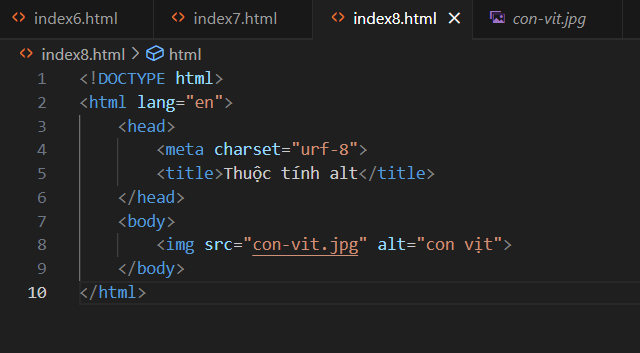 index6.html index7.html index8.html con-vit.jpg
index8.html > html
1 <!DOCTYPE html>
2 <html lang="en">
3 <head>
4 <meta charset="urf-8">
5 <title>Thuộc tính alt</title>
6 </head>
7 <body>
8 <img src="con-vit.jpg" alt="con vịt">
9 </body>
10 </html>